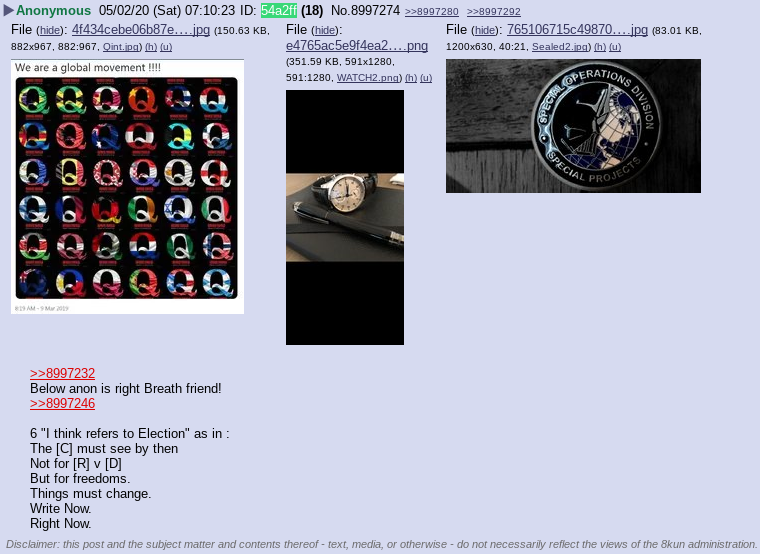 Anonymous 05/02/20 (Sat) 07:10:23 ID: 54a2ff (18) No.8997274 >>8997280 >>8997292
File (hide): 4f434cebe06b87e….jpg (150.63 KB, 882x967, 882:967, Qint.jpg) (h) (u)
We are a global movement !!!!
8:19 AM - 9 Mar 2019
File (hide):
e4765ac5e9f4ea2….png
(351.59 KB, 591x1280,
591:1280, WATCH2.png) (h) (u)
File (hide): 765106715c49870….jpg (83.01 KB,
1200x630, 40:21, Sealed2.jpg) (h) (u)
SPECIAL OPERATIONS DIVISION
SPECIAL PROJECTS
>>8997232
Below anon is right Breath friend!
>>8997246
6 "I think refers to Election" as in :
The [C] must see by then
Not for [R] v [D]
But for freedoms.
Things must change.
Write Now.
Right Now.
Disclaimer: this post and the subject matter and contents thereof - text, media, or otherwise - do not necessarily reflect the views of the 8kun administration.